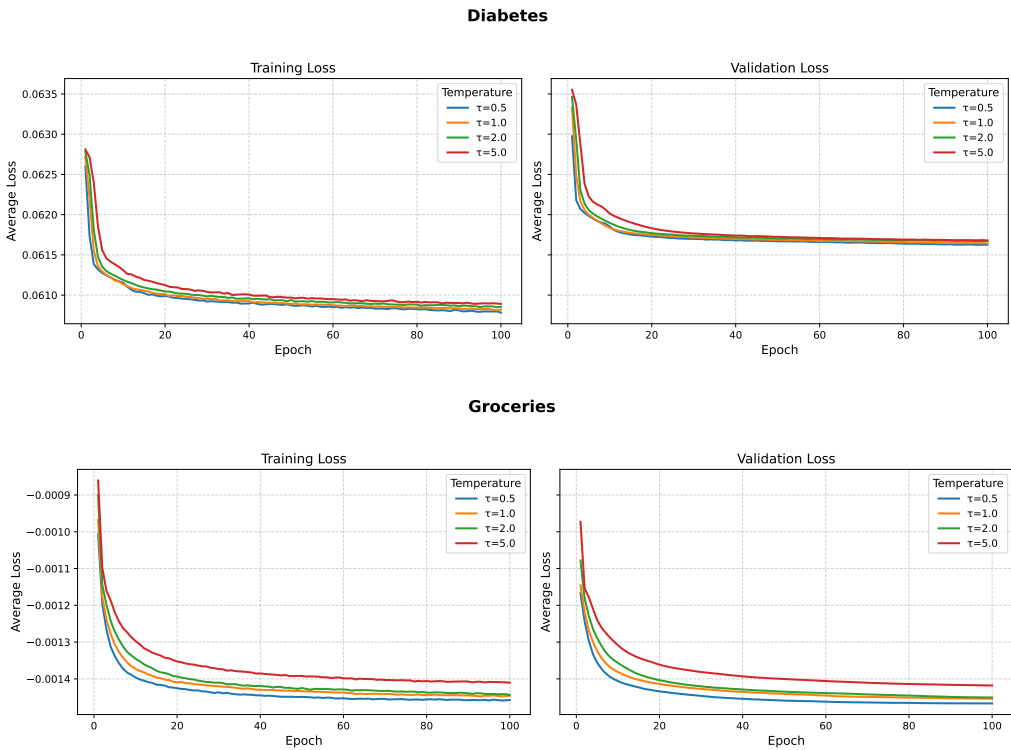 Diabetes
Training Loss
Validation Loss
0.0635
0.0630
0.0625
0.0620
0.0615
0.0610
Average Loss
Average Loss
Temperature
τ=0.5
τ=1.0
τ=2.0
τ=5.0
Temperature
τ=0.5
τ=1.0
τ=2.0
τ=5.0
0 20 40 60 80 100
0 20 40 60 80 100
Epoch
Epoch
Groceries
Training Loss
Validation Loss
−0.0009
−0.0010
−0.0011
−0.0012
−0.0013
−0.0014
Average Loss
Average Loss
Temperature
τ=0.5
τ=1.0
τ=2.0
τ=5.0
Temperature
τ=0.5
τ=1.0
τ=2.0
τ=5.0
0 20 40 60 80 100
0 20 40 60 80 100
Epoch
Epoch